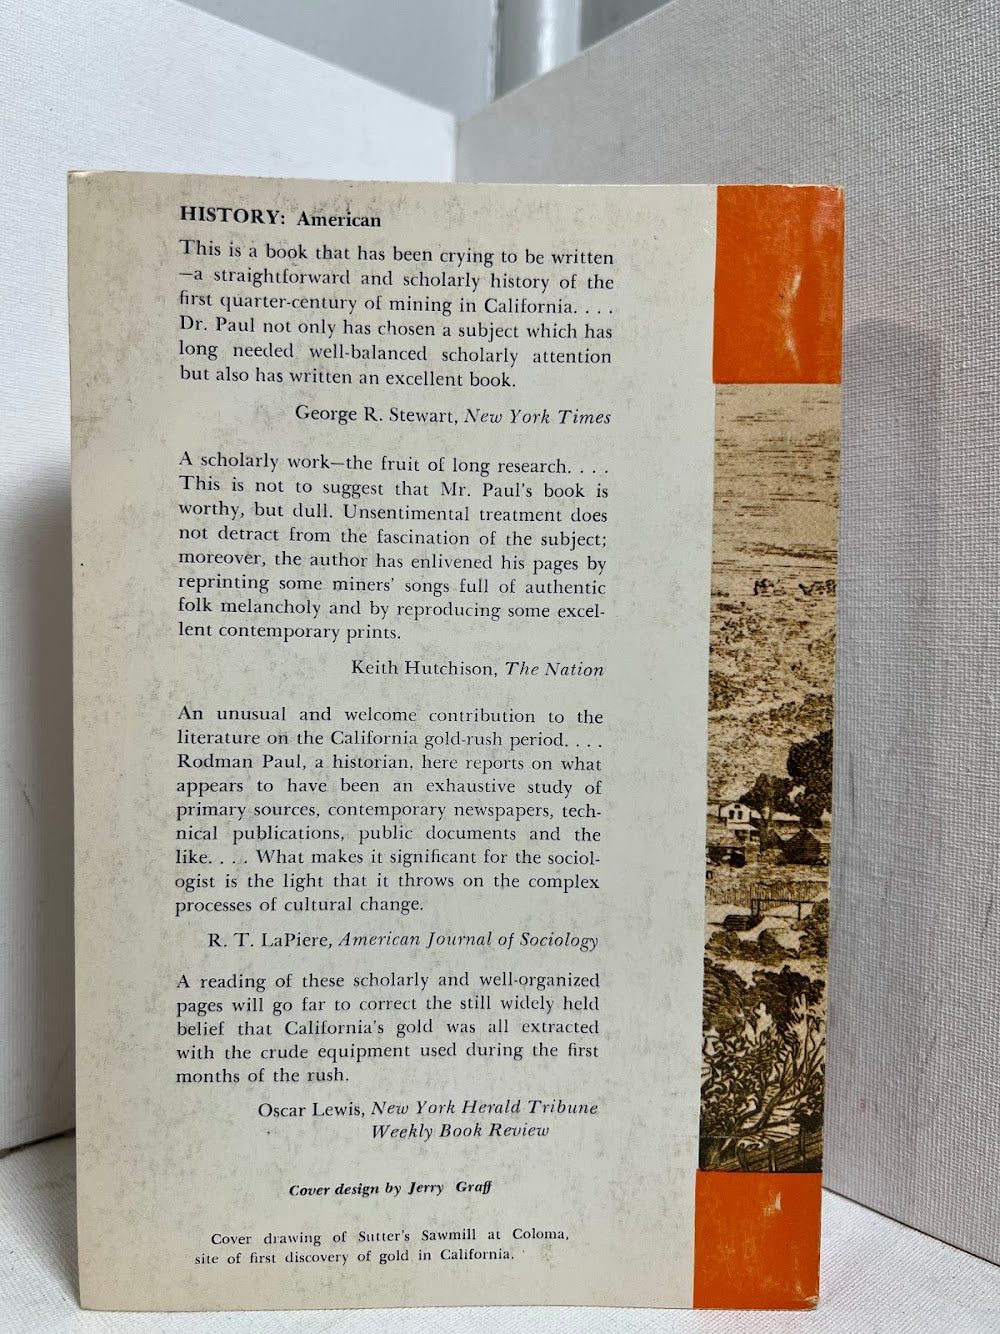 HISTORY: American
This is a book that has been crying to be written
—a straightforward and scholarly history of the
first quarter-century of mining in California. . . .
Dr. Paul not only has chosen a subject which has
long needed well-balanced scholarly attention
but also has written an excellent book.
George R. Stewart, New York Times
A scholarly work—the fruit of long research. . . .
This is not to suggest that Mr. Paul's book is
worthy, but dull. Unsentimental treatment does
not detract from the fascination of the subject;
moreover, the author has enlivened his pages by
reprinting some miners' songs full of authentic
folk melancholy and by reproducing some excel-
lent contemporary prints.
Keith Hutchison, The Nation
An unusual and welcome contribution to the
literature on the California gold-rush period. . . .
Rodman Paul, a historian, here reports on what
appears to have been an exhaustive study of
primary sources, contemporary newspapers, tech-
nical publications, public documents and the
like. . . . What makes it significant for the sociol-
ogist is the light that it throws on the complex
processes of cultural change.
R. T. LaPiere, American Journal of Sociology
A reading of these scholarly and well-organized
pages will go far to correct the still widely held
belief that California's gold was all extracted
with the crude equipment used during the first
months of the rush.
Oscar Lewis, New York Herald Tribune
Weekly Book Review
Cover design by Jerry Graff
Cover drawing of Sutter's Sawmill at Coloma,
site of first discovery of gold in California.